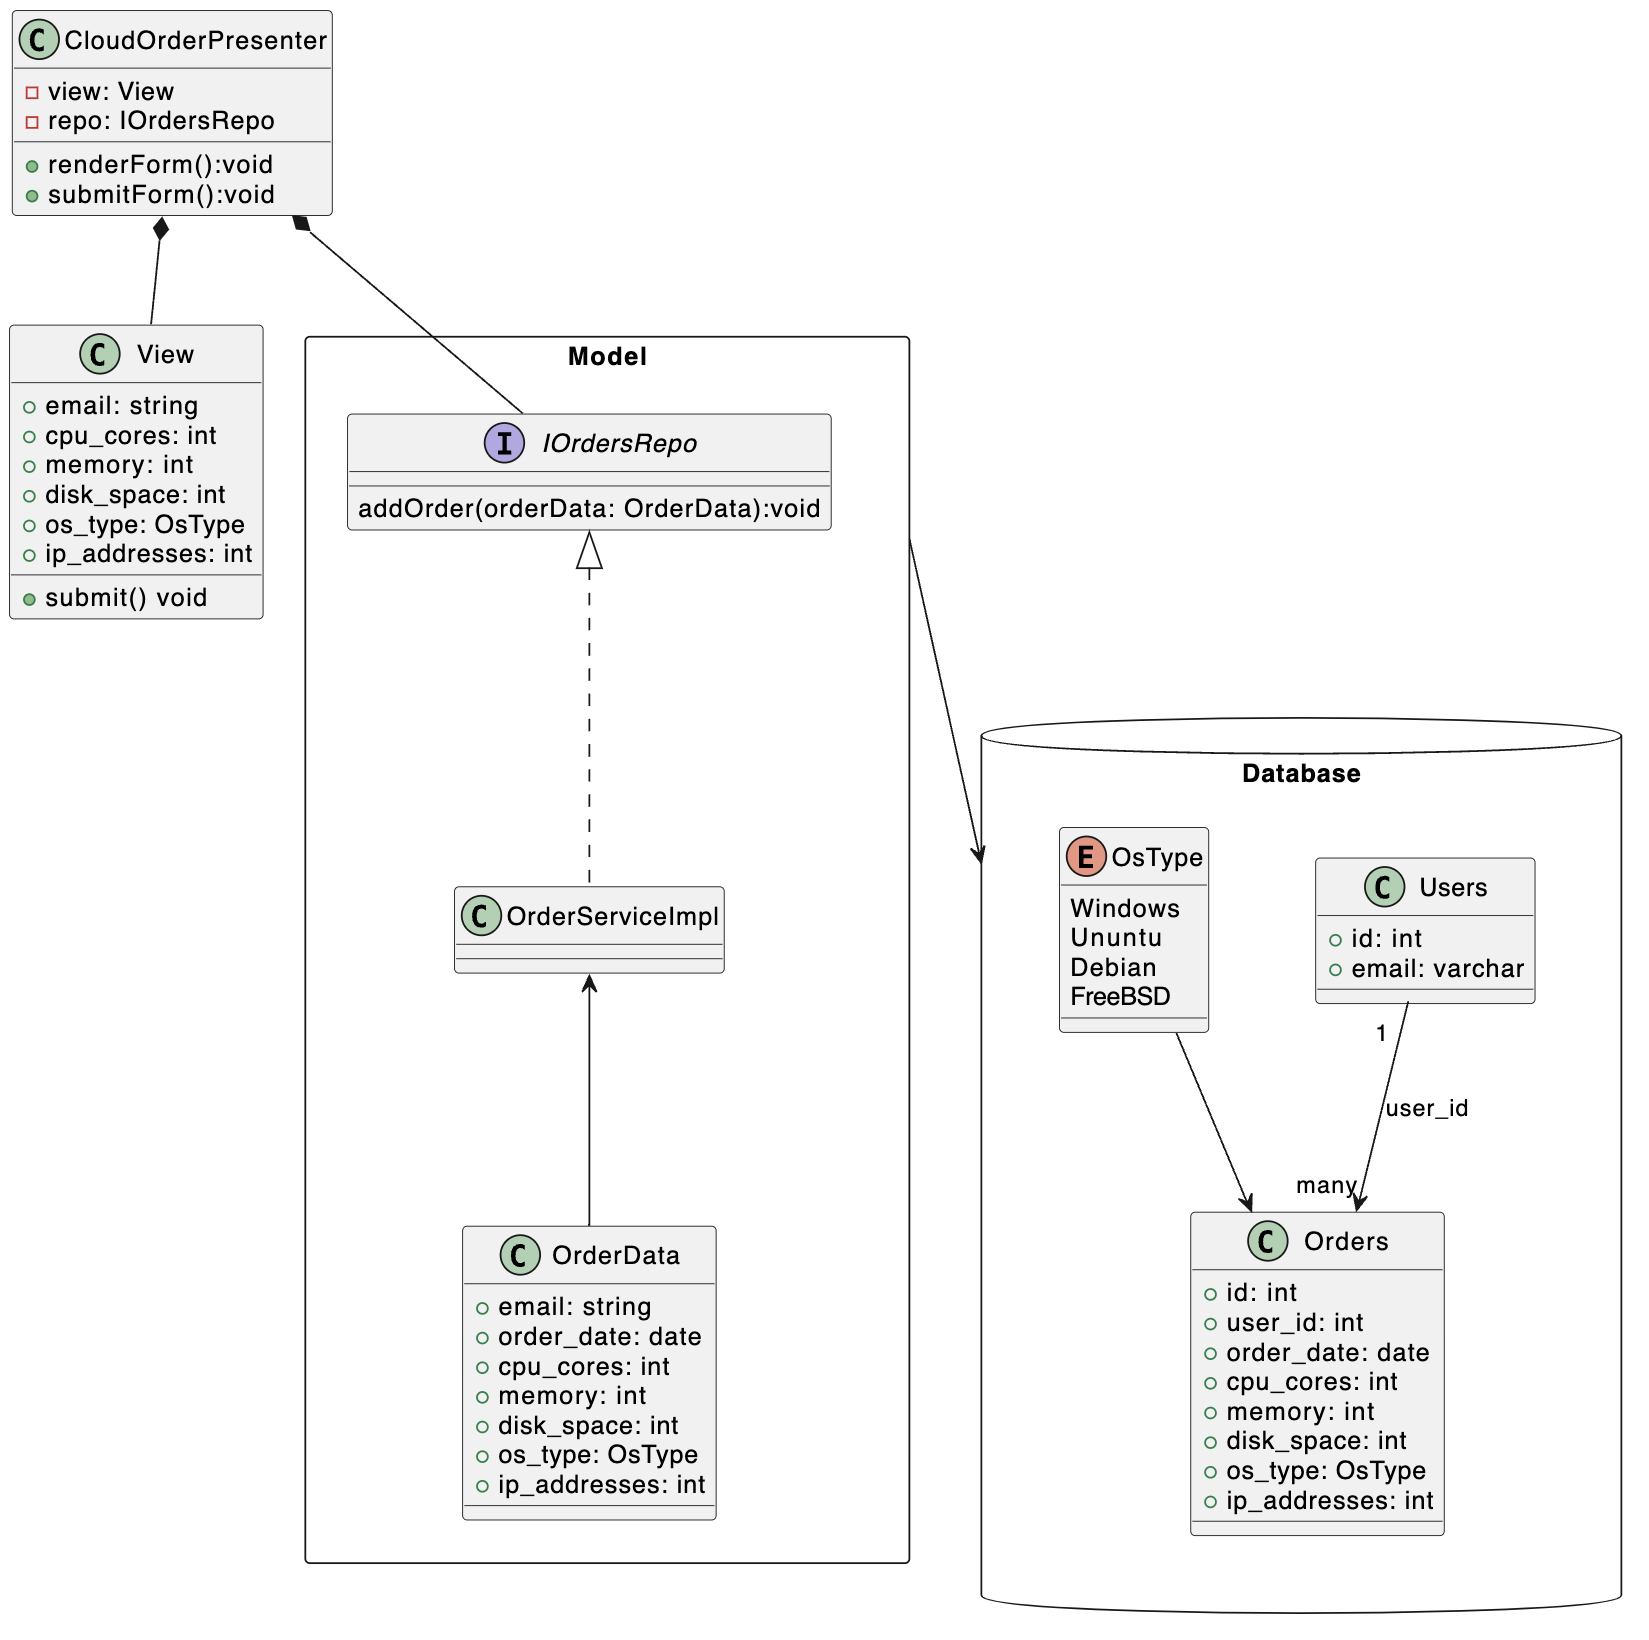 C CloudOrderPresenter
view: View
repo: IOrdersRepo
renderForm():void
submitForm():void
C View
email: string
cpu_cores: int
memory: int
disk_space: int
os_type: OsType
ip_addresses: int
submit() void
Model
I IOrdersRepo
addOrder(orderData: OrderData):void
C OrderServiceImpl
C OrderData
email: string
order_date: date
cpu_cores: int
memory: int
disk_space: int
os_type: OsType
ip_addresses: int
Database
E OsType
Windows
Ununtu
Debian
FreeBSD
C Users
id: int
email: varchar
1
user_id
many
C Orders
id: int
user_id: int
order_date: date
cpu_cores: int
memory: int
disk_space: int
os_type: OsType
ip_addresses: int